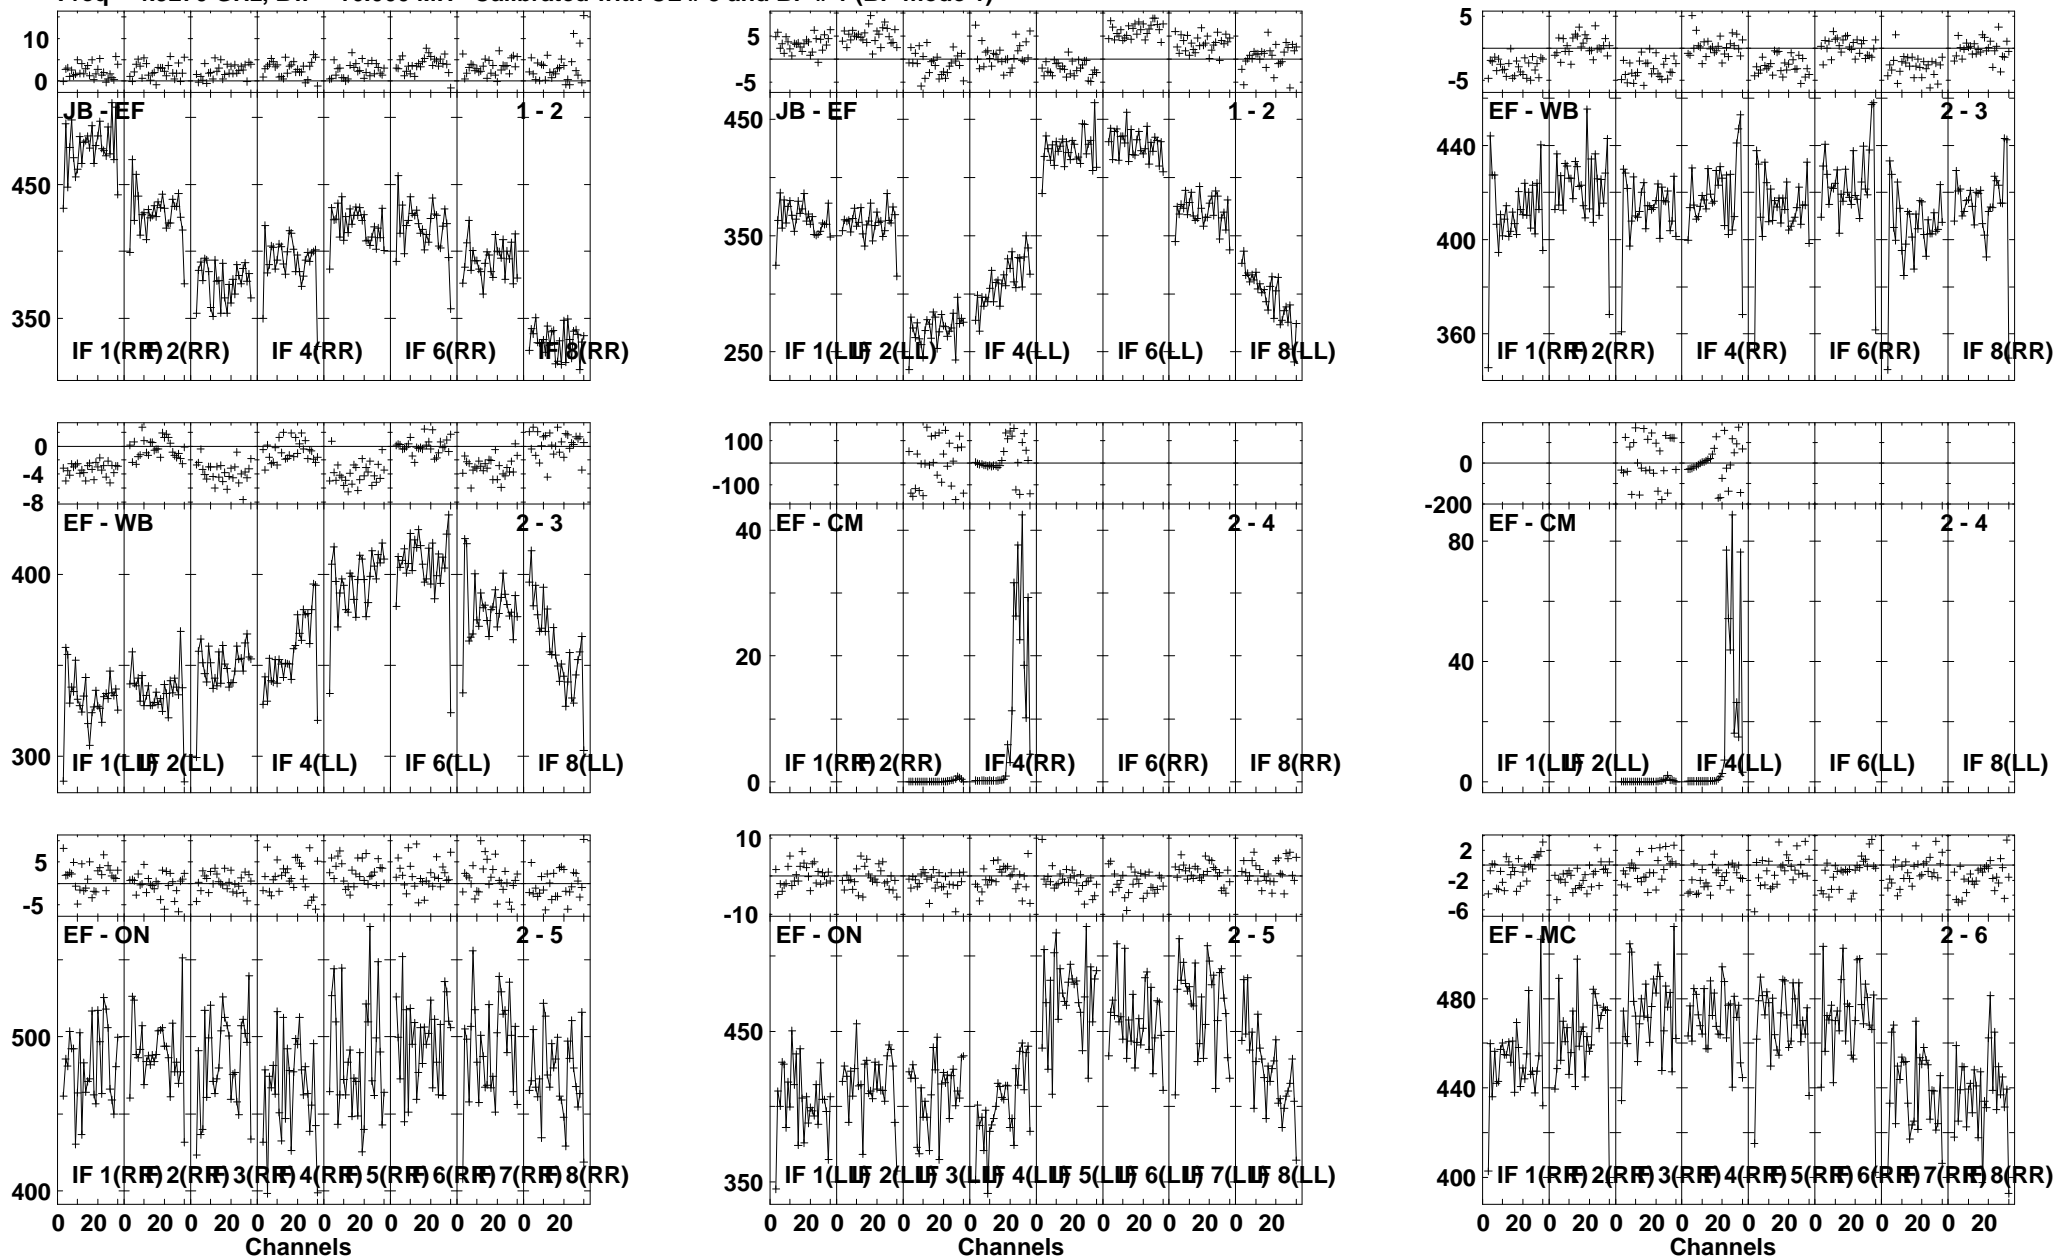 10
0
JB - EF
1 - 2
450
350
IF 1(RR)
IF 2(RR)
IF 4(RR)
IF 6(RR)
IF 8(RR)
5
-5
JB - EF
1 - 2
450
350
250
IF 1(LL)
IF 2(LL)
IF 4(LL)
IF 6(LL)
IF 8(LL)
5
-5
EF - WB
2 - 3
440
400
360
IF 1(RR)
IF 2(RR)
IF 4(RR)
IF 6(RR)
IF 8(RR)
0
-4
-8
EF - WB
2 - 3
400
300
IF 1(LL)
IF 2(LL)
IF 4(LL)
IF 6(LL)
IF 8(LL)
100
-100
EF - CM
2 - 4
40
20
0
IF 1(RR)
IF 2(RR)
IF 4(RR)
IF 6(RR)
IF 8(RR)
0
-200
EF - CM
2 - 4
80
40
0
IF 1(LL)
IF 2(LL)
IF 4(LL)
IF 6(LL)
IF 8(LL)
5
-5
EF - ON
2 - 5
500
400
IF 1(RR)
IF 2(RR)
IF 3(RR)
IF 4(RR)
IF 5(RR)
IF 6(RR)
IF 7(RR)
IF 8(RR)
0 20 0 20 0 20 0 20 0 20 0 20 0 20 0 20
Channels
10
-10
EF - ON
2 - 5
450
350
IF 1(LL)
IF 2(LL)
IF 3(LL)
IF 4(LL)
IF 5(LL)
IF 6(LL)
IF 7(LL)
IF 8(LL)
0 20 0 20 0 20 0 20 0 20 0 20 0 20 0 20
Channels
2
-2
-6
EF - MC
2 - 6
480
440
400
IF 1(RR)
IF 2(RR)
IF 3(RR)
IF 4(RR)
IF 5(RR)
IF 6(RR)
IF 7(RR)
IF 8(RR)
0 20 0 20 0 20 0 20 0 20 0 20 0 20 0 20
Channels